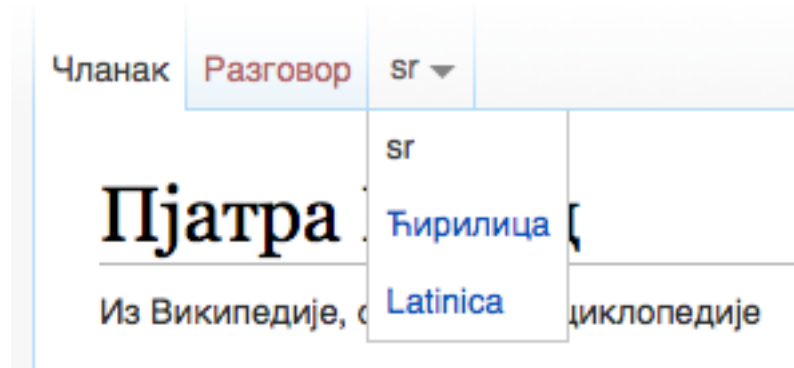 Чланак Разговор sr
sr
Пјатра
Ћирилица
Из Википедије, циклопедије
Latinica